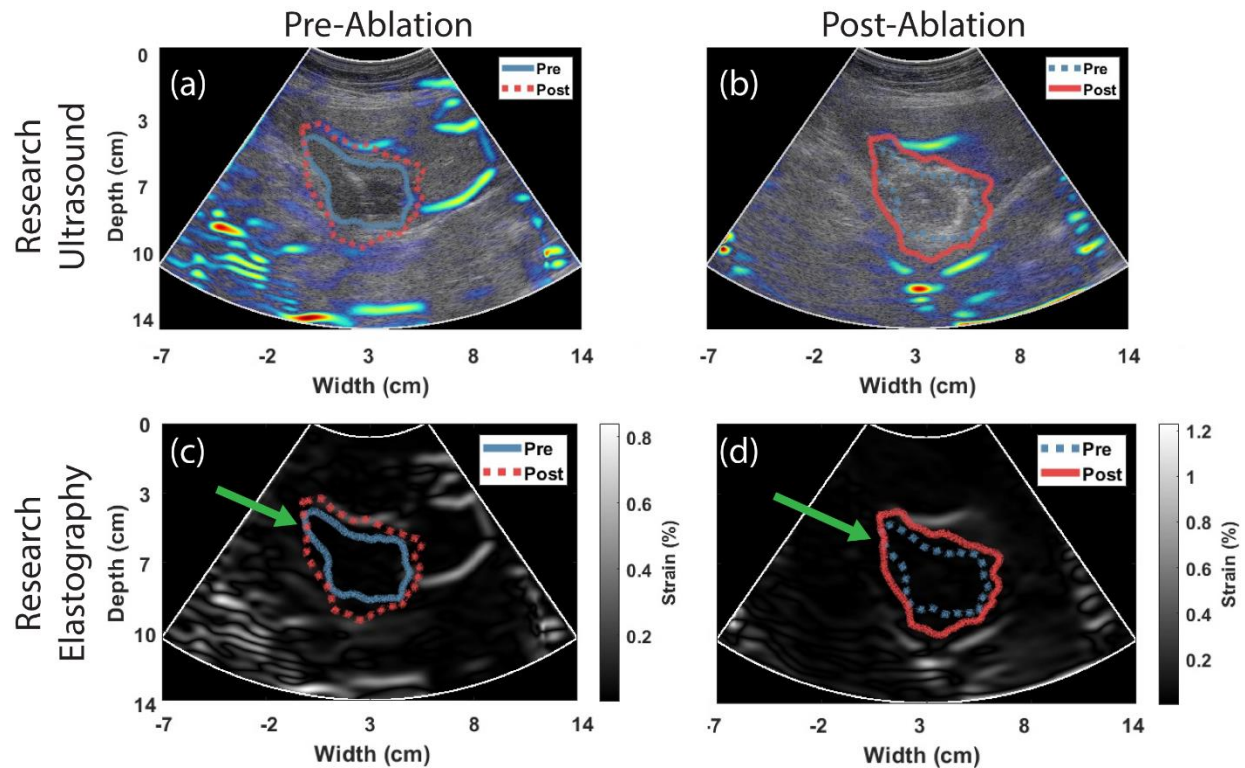 Pre-Ablation
Post-Ablation
Research
Ultrasound
(a)
Pre
Post
0
3
6
10
14
Depth (cm)
-7
-2
3
8
14
Width (cm)
(b)
Pre
Post
-7
-2
3
8
14
Width (cm)
Research
Elastography
(c)
Pre
Post
0
3
7
10
14
Depth (cm)
-7
-2
3
8
14
Width (cm)
0.8
0.6
0.4
0.2
Strain (%)
(d)
Pre
Post
-7
-2
3
8
14
Width (cm)
1.2
1
0.8
0.6
0.4
0.2
Strain (%)